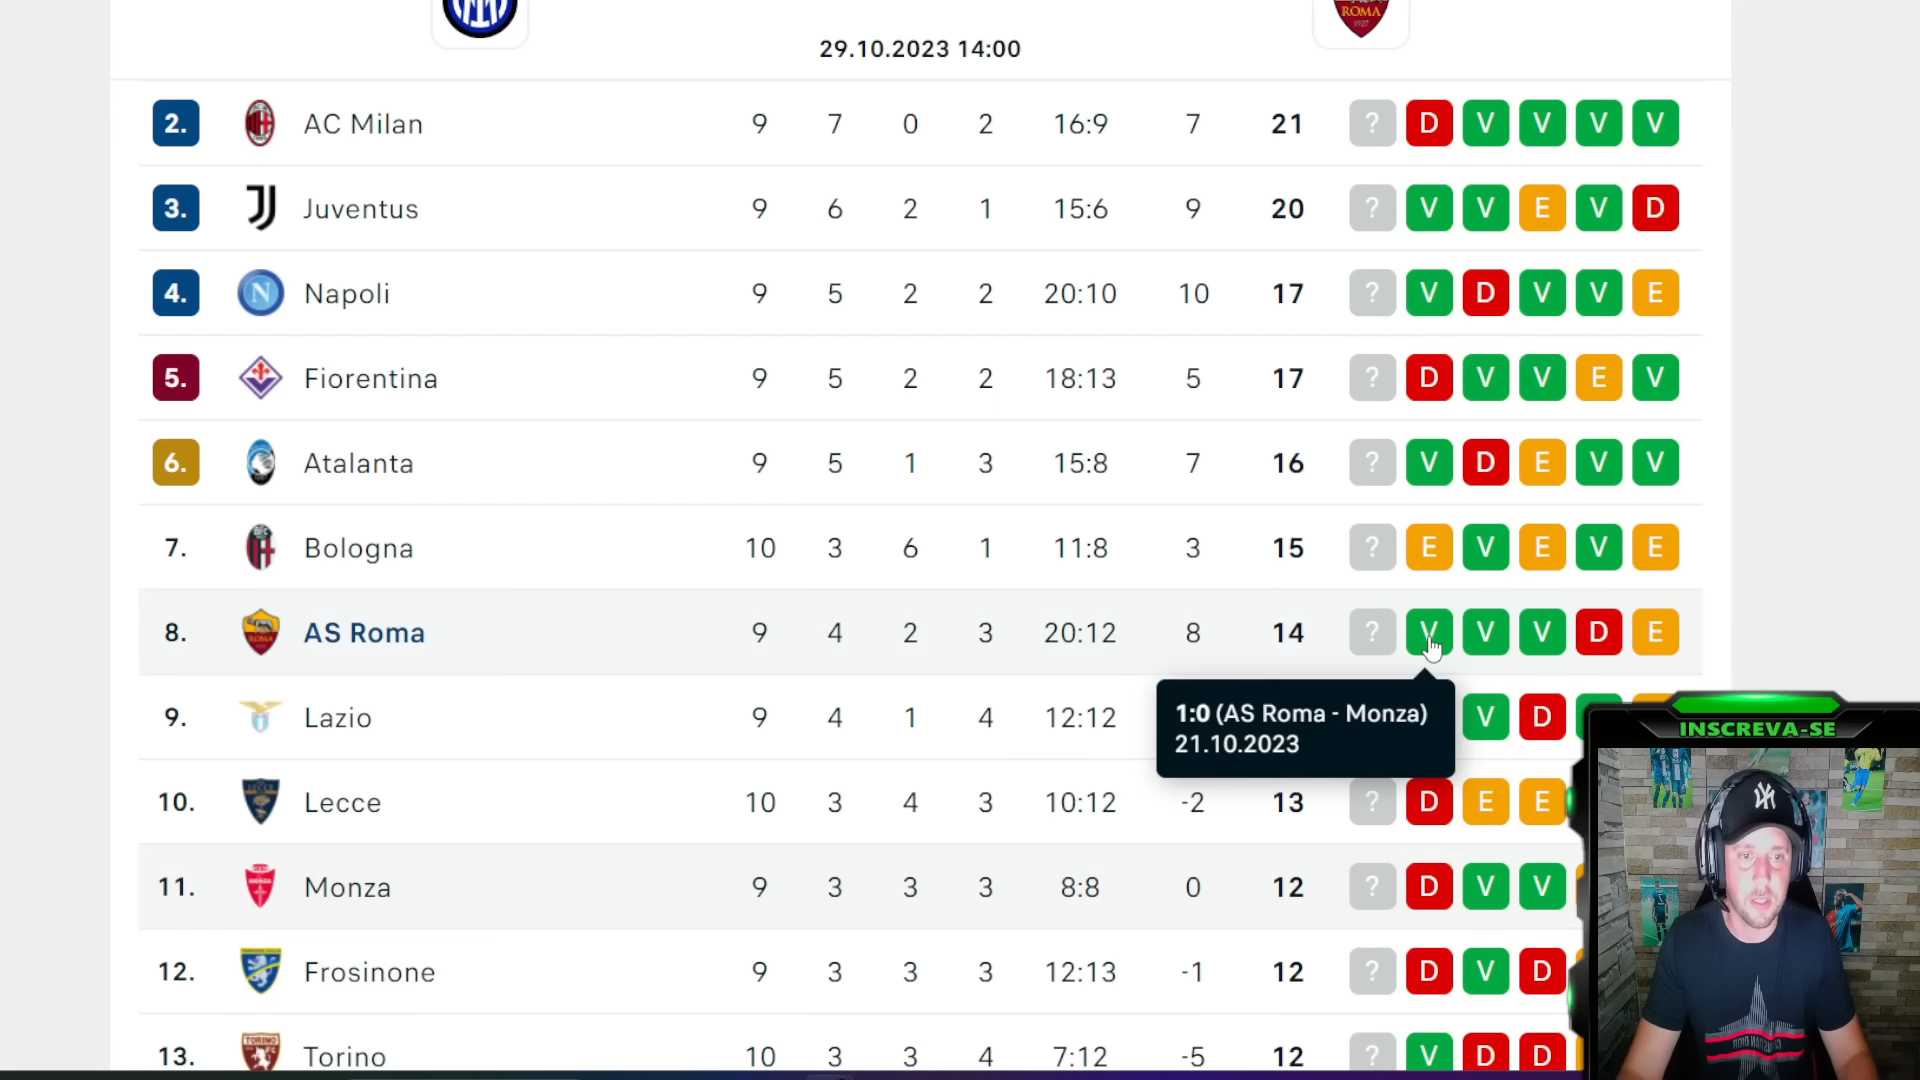 ROMA
1927
29.10.2023 14:00
2. AC Milan 9 7 0 2 16:9 7 21 ? D V V V V
3. Juventus 9 6 2 1 15:6 9 20 ? V V E V D
4. N Napoli 9 5 2 2 20:10 10 17 ? V D V V E
5. Fiorentina 9 5 2 2 18:13 5 17 ? D V V E V
6. Atalanta 9 5 1 3 15:8 7 16 ? V D E V V
7. Bologna 10 3 6 1 11:8 3 15 ? E V E V E
8. AS Roma 9 4 2 3 20:12 8 14 ? V V V D E
9. Lazio 9 4 1 4 12:12 V D
1:0 (AS Roma - Monza)
21.10.2023
INSCREVA-SE
10. LECCE Lecce 10 3 4 3 10:12 -2 13 ? D E E
11. Monza 9 3 3 3 8:8 0 12 ? D V V
12. Frosinone 9 3 3 3 12:13 -1 12 ? D V D
13. TORINO Torino 10 3 3 4 7:12 -5 12 ? V D D
CHRISTIAN DIOR